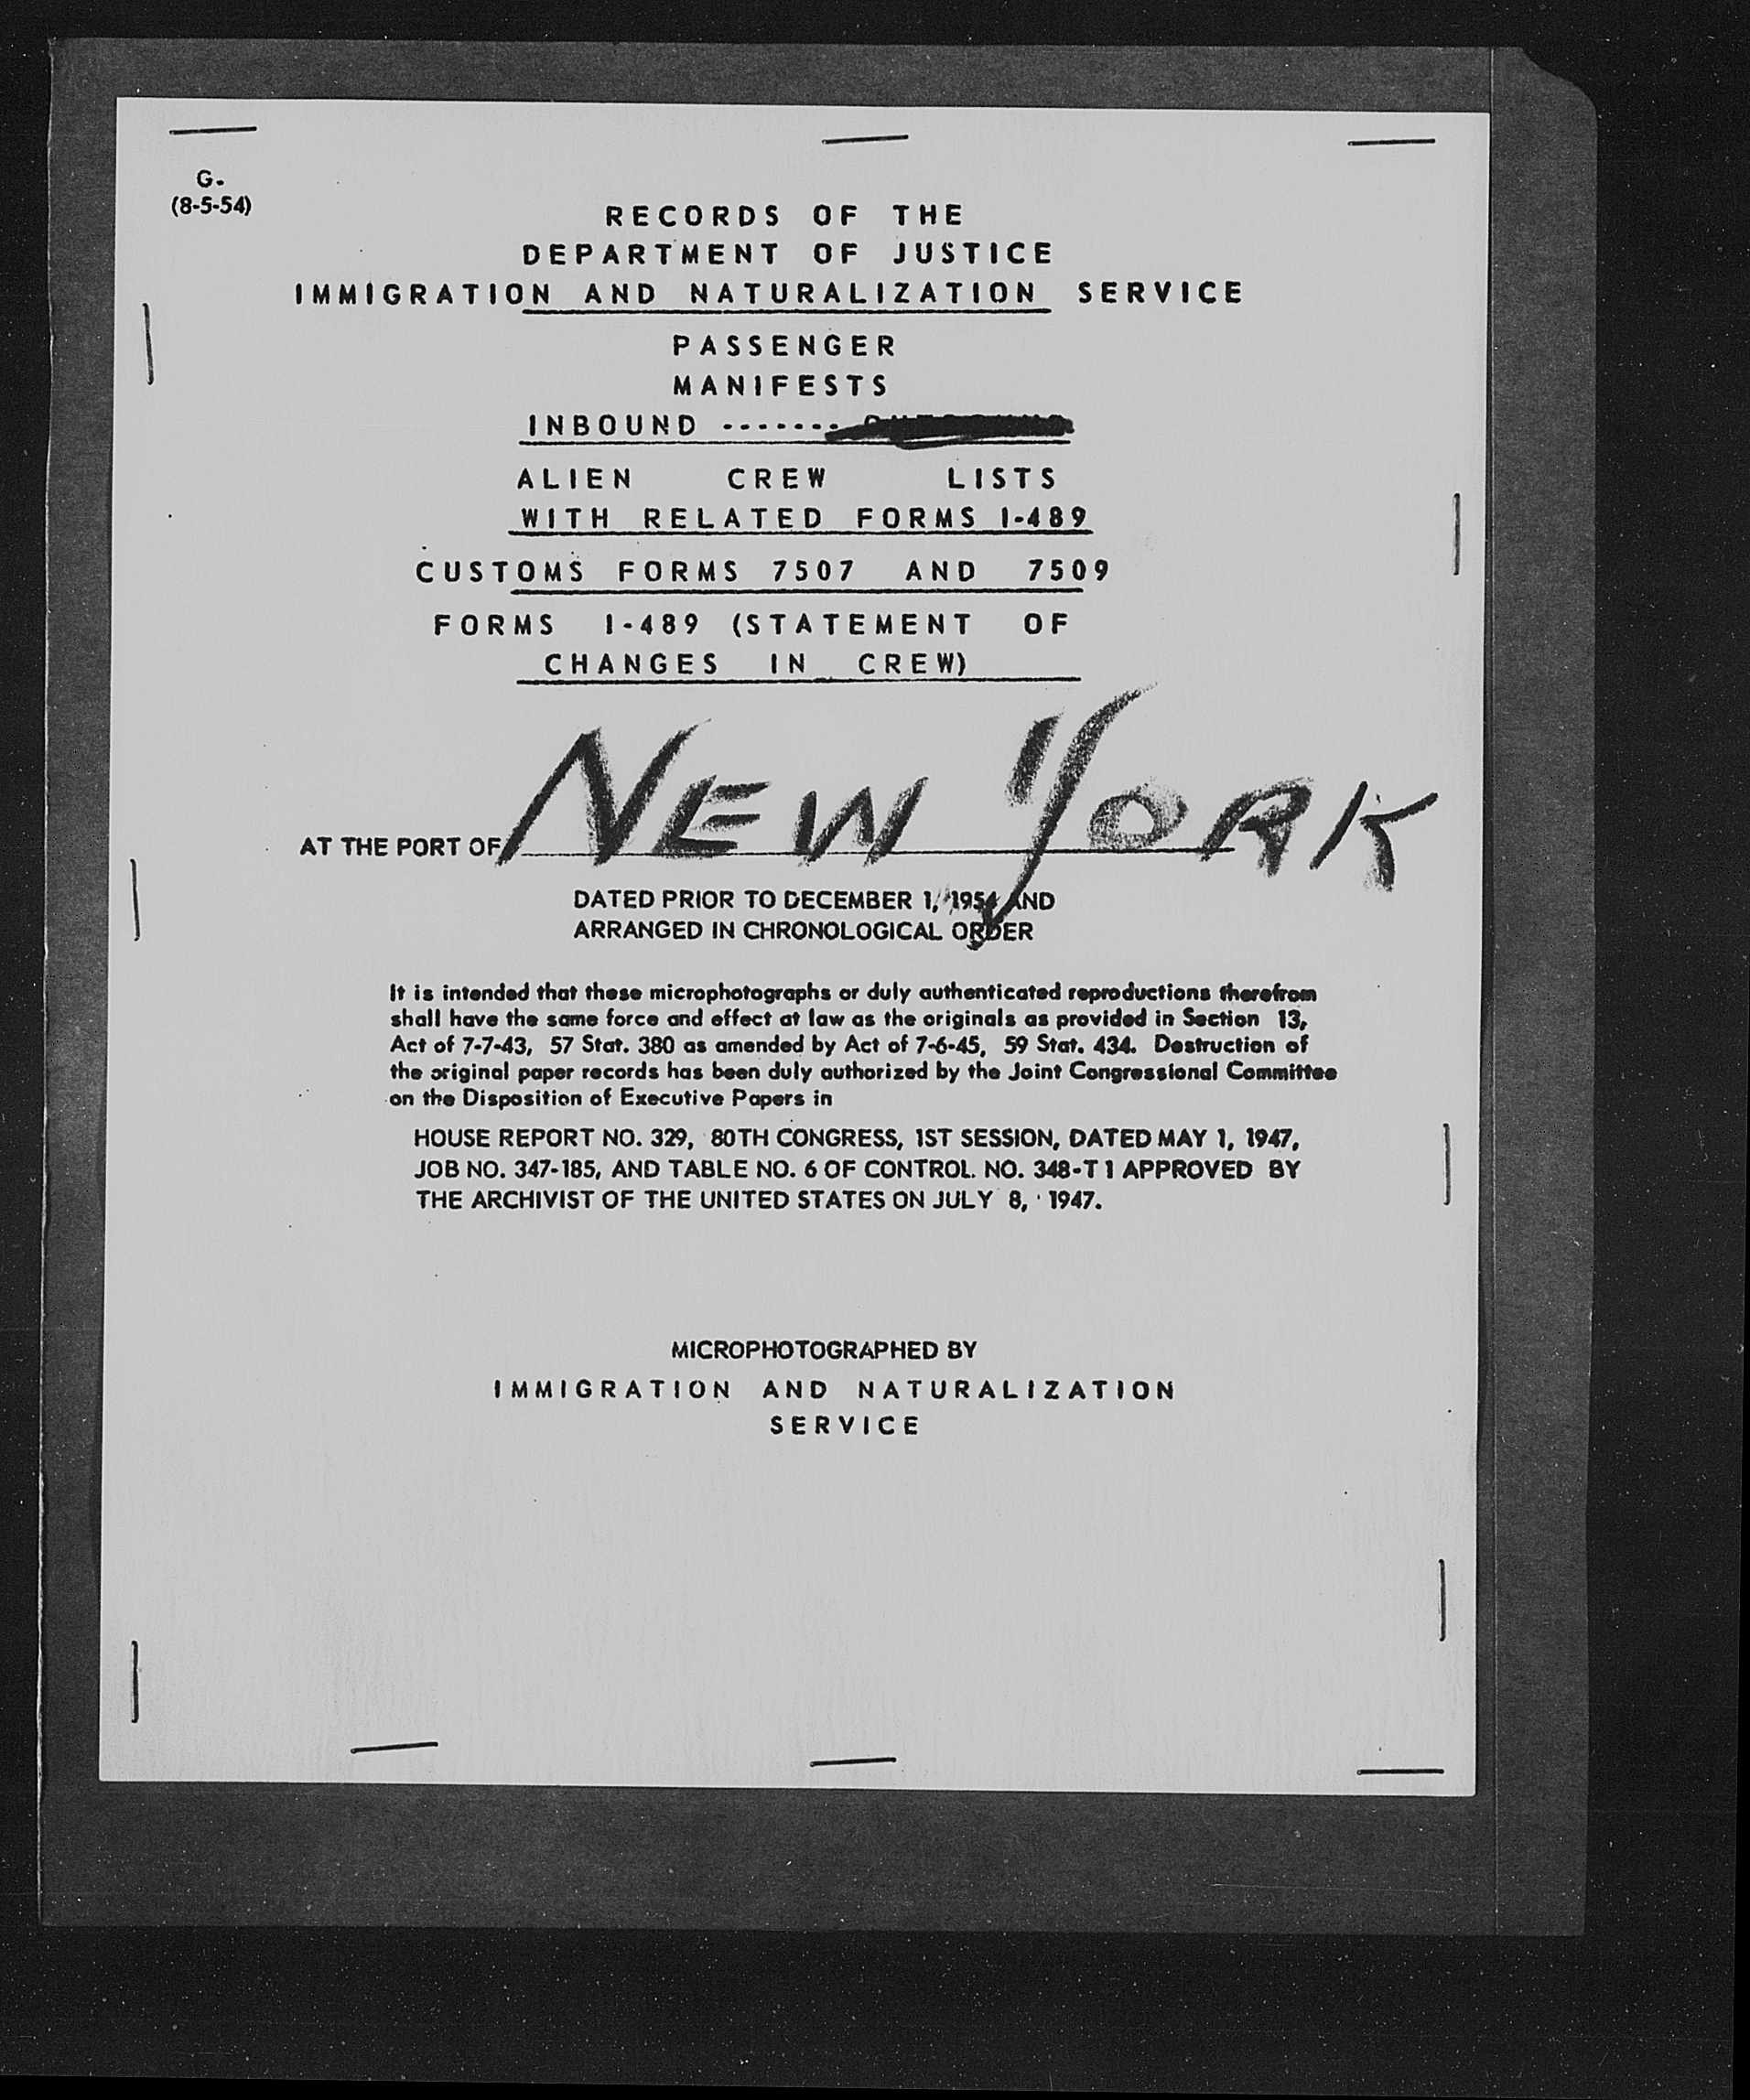 G.
(8-5-54)
RECORDS OF THE
DEPARTMENT OF JUSTICE
IMMIGRATION AND NATURALIZATION SERVICE
PASSENGER
MANIFESTS
INBOUND -------
ALIEN CREW LISTS
WITH RELATED FORMS I-489
CUSTOMS FORMS 7507 AND 7509
FORMS I-489 (STATEMENT OF
CHANGES IN CREW)
AT THE PORT OF NEW YORK
DATED PRIOR TO DECEMBER 1, 1954 AND
ARRANGED IN CHRONOLOGICAL ORDER
It is intended that these microphotographs or duly authenticated reproductions therefrom
shall have the same force and effect at law as the originals as provided in Section 13,
Act of 7-7-43, 57 Stat. 380 as amended by Act of 7-6-45, 59 Stat. 434. Destruction of
the original paper records has been duly authorized by the Joint Congressional Committee
on the Disposition of Executive Papers in
HOUSE REPORT NO. 329, 80TH CONGRESS, 1ST SESSION, DATED MAY 1, 1947,
JOB NO. 347-185, AND TABLE NO. 6 OF CONTROL NO. 348-T1 APPROVED BY
THE ARCHIVIST OF THE UNITED STATES ON JULY 8, 1947.
MICROPHOTOGRAPHED BY
IMMIGRATION AND NATURALIZATION
SERVICE